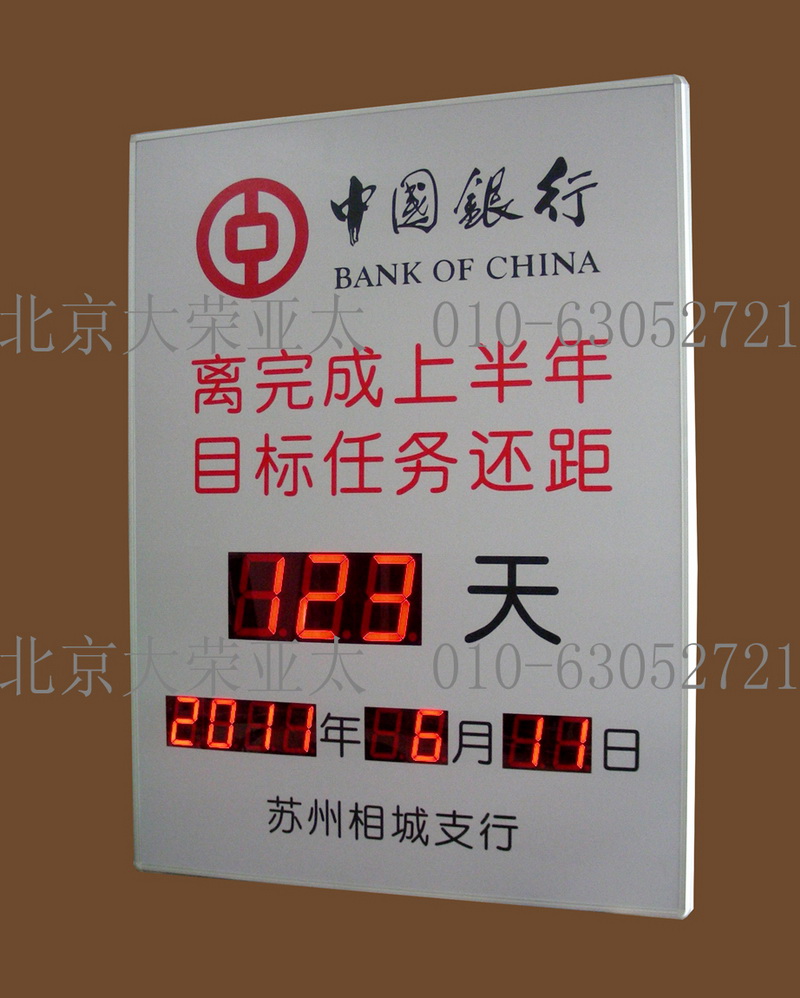 中國銀行
BANK OF CHINA
北京大荣亚太 010-63052721
离完成上半年
目标任务还距
123 天
北京大荣亚太 010-63052721
2011年 6月 11日
苏州相城支行